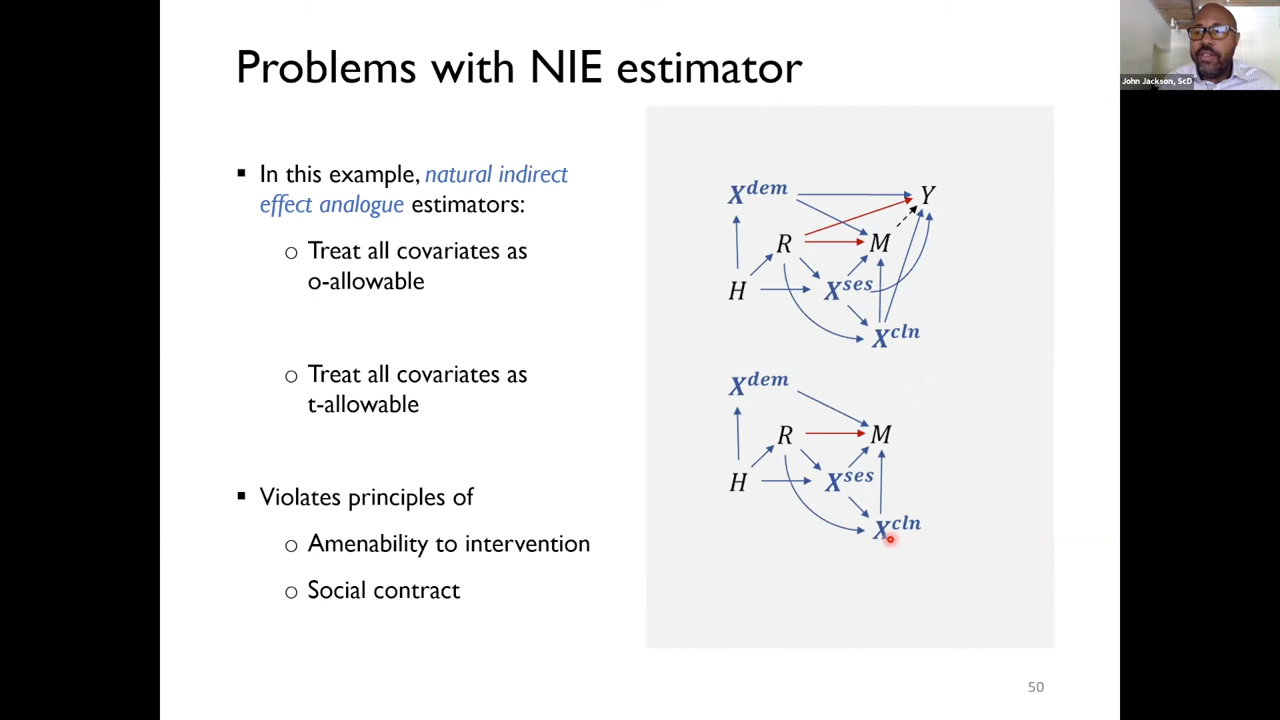 Problems with NIE estimator
John Jackson, ScD
▪ In this example, natural indirect
effect analogue estimators:
o Treat all covariates as
o-allowable
o Treat all covariates as
t-allowable
▪ Violates principles of
o Amenability to intervention
o Social contract
X^dem Y
R M
H X^ses
X^cln
X^dem
R M
H X^ses
X^cln
50